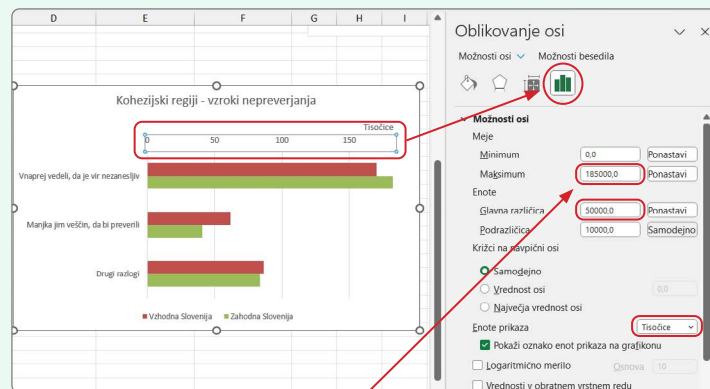 D E F G H I
Kohezijski regiji - vzroki nepreverjanja
Tisočice
0 50 100 150
Vnaprej vedeli, da je vir nezanesljiv
Manjka jim veščin, da bi preverili
Drugi razlogi
Vzhodna Slovenija Zahodna Slovenija
Oblikovanje osi
Možnosti osi Možnosti besedila
Možnosti osi
Meje
Minimum 0,0 Ponastavi
Maksimum 185000,0 Ponastavi
Enote
Glavna različica 50000,0 Ponastavi
Podrazličica 10000,0 Samodejno
Križci na navpični osi
Samodejno
Vrednost osi 0,0
Največja vrednost osi
Enote prikaza Tisočice
Pokaži oznako enot prikaza na grafikonu
Logaritmično merilo Osnova 10
Vrednosti v obratnem vrstnem redu